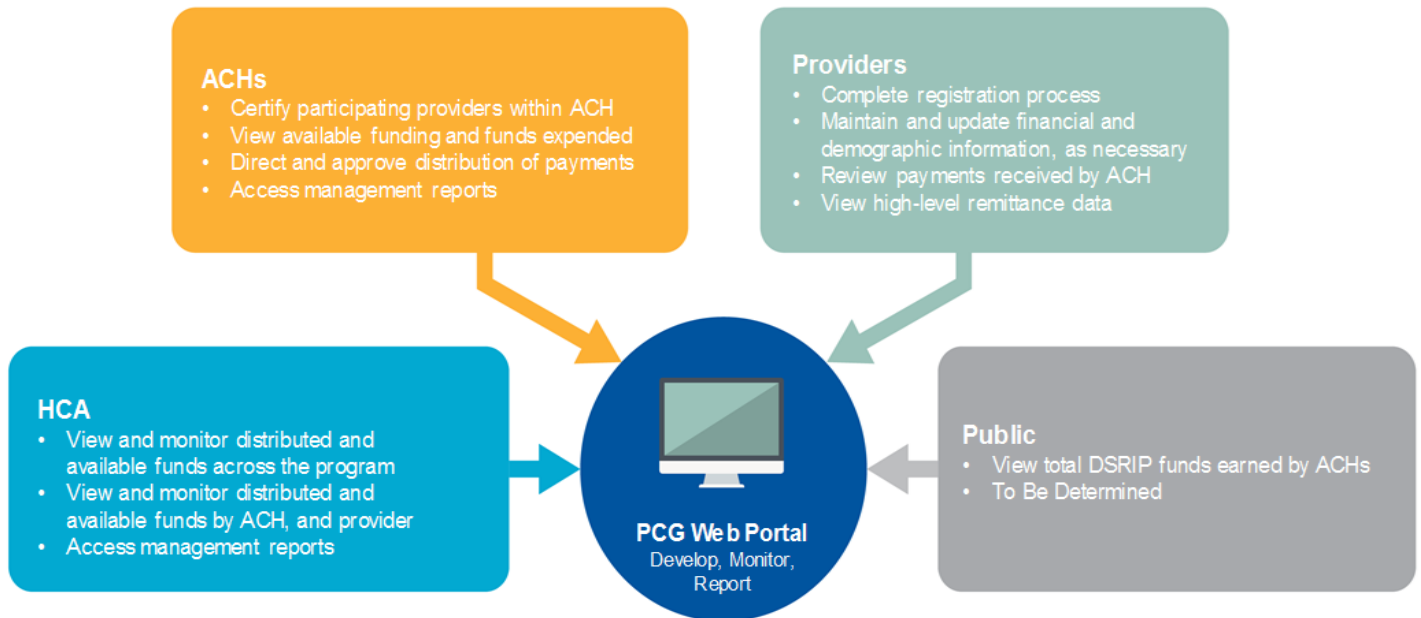 ACHs
• Certify participating providers within ACH
• View available funding and funds expended
• Direct and approve distribution of payments
• Access management reports
Providers
• Complete registration process
• Maintain and update financial and
demographic information, as necessary
• Review payments received by ACH
• View high-level remittance data
HCA
• View and monitor distributed and
available funds across the program
• View and monitor distributed and
available funds by ACH, and provider
• Access management reports
PCG Web Portal
Develop, Monitor,
Report
Public
• View total DSRIP funds earned by ACHs
• To Be Determined